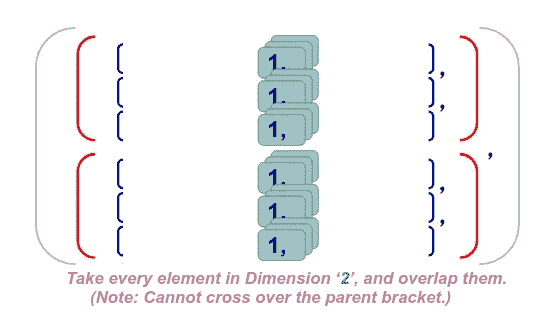 ( ( [ 1. ] ,
[ 1. ] ,
[ 1, ] ) ,
( [ 1. ] ,
[ 1. ] ,
[ 1, ] ) )
Take every element in Dimension ‘2’, and overlap them.
(Note: Cannot cross over the parent bracket.)